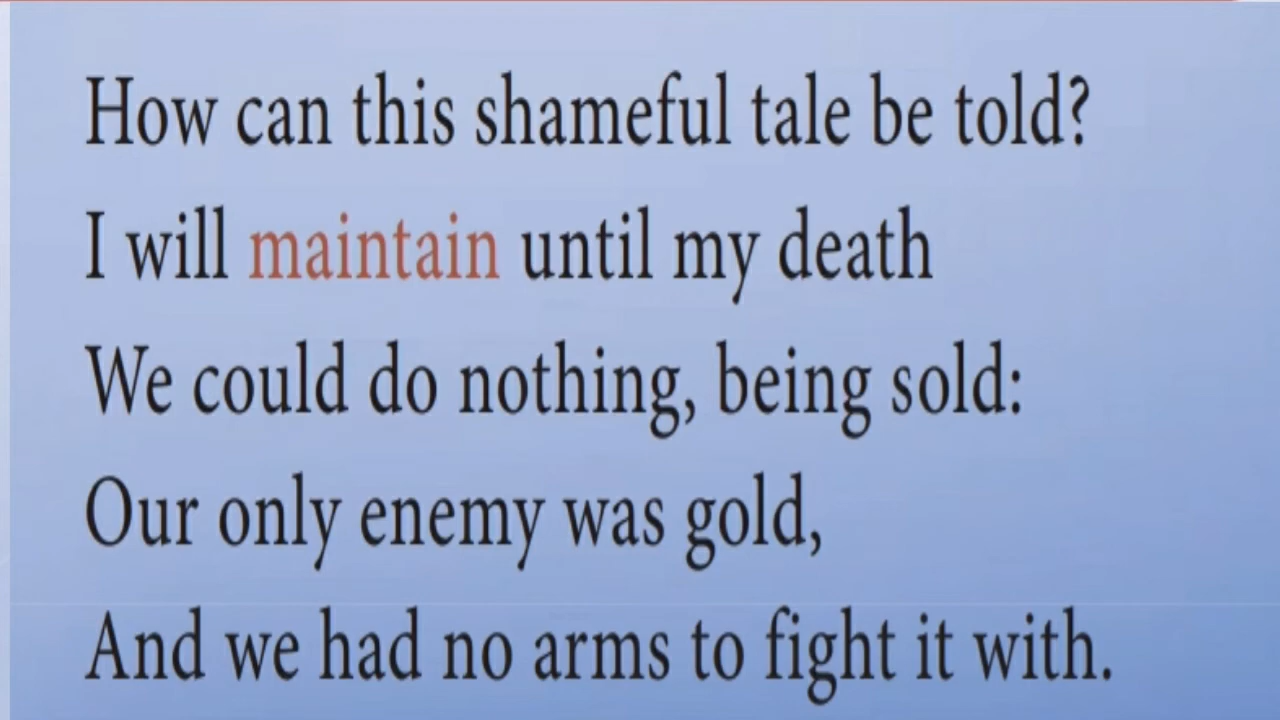 How can this shameful tale be told?
I will maintain until my death
We could do nothing, being sold:
Our only enemy was gold,
And we had no arms to fight it with.